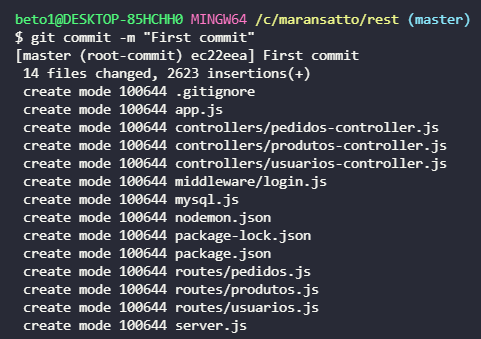 beto1@DESKTOP-85HCHH0 MINGW64 /c/maransatto/rest (master)
$ git commit -m "First commit"
[master (root-commit) ec22eea] First commit
 14 files changed, 2623 insertions(+)
 create mode 100644 .gitignore
 create mode 100644 app.js
 create mode 100644 controllers/pedidos-controller.js
 create mode 100644 controllers/produtos-controller.js
 create mode 100644 controllers/usuarios-controller.js
 create mode 100644 middleware/login.js
 create mode 100644 mysql.js
 create mode 100644 nodemon.json
 create mode 100644 package-lock.json
 create mode 100644 package.json
 create mode 100644 routes/pedidos.js
 create mode 100644 routes/produtos.js
 create mode 100644 routes/usuarios.js
 create mode 100644 server.js